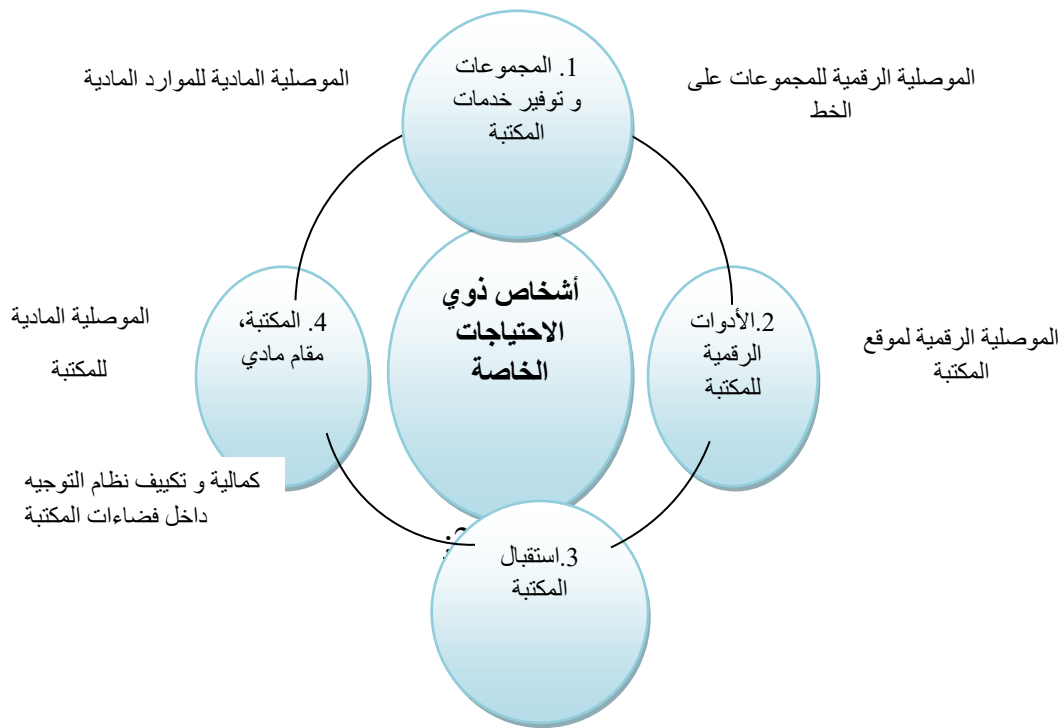 1. المجموعات
و توفير خدمات
المكتبة
الموصلية الرقمية للمجموعات على
الخط
الموصلية المادية للموارد المادية
أشخاص ذوي
الاحتياجات
الخاصة
2.الأدوات
الرقمية
للمكتبة
الموصلية الرقمية لموقع
المكتبة
3.استقبال
المكتبة
4. المكتبة،
مقام مادي
الموصلية المادية
للمكتبة
كمالية و تكييف نظام التوجيه
داخل فضاءات المكتبة